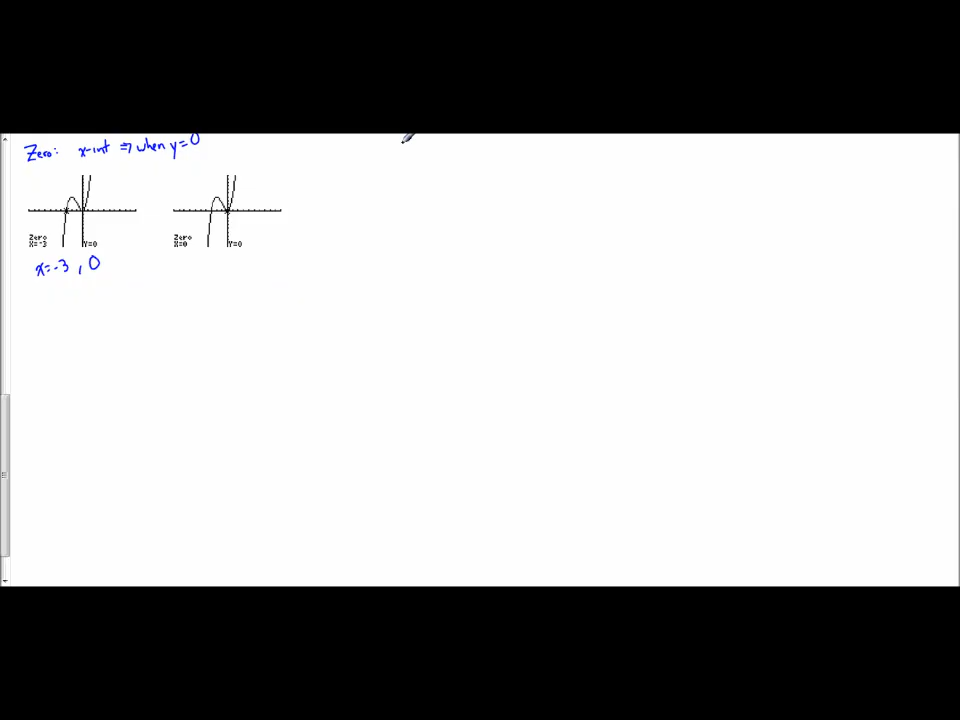 Zero: x-int ⇒ when y=0
Zero
X=-3 Y=0
Zero
X=0 Y=0
x=-3, 0